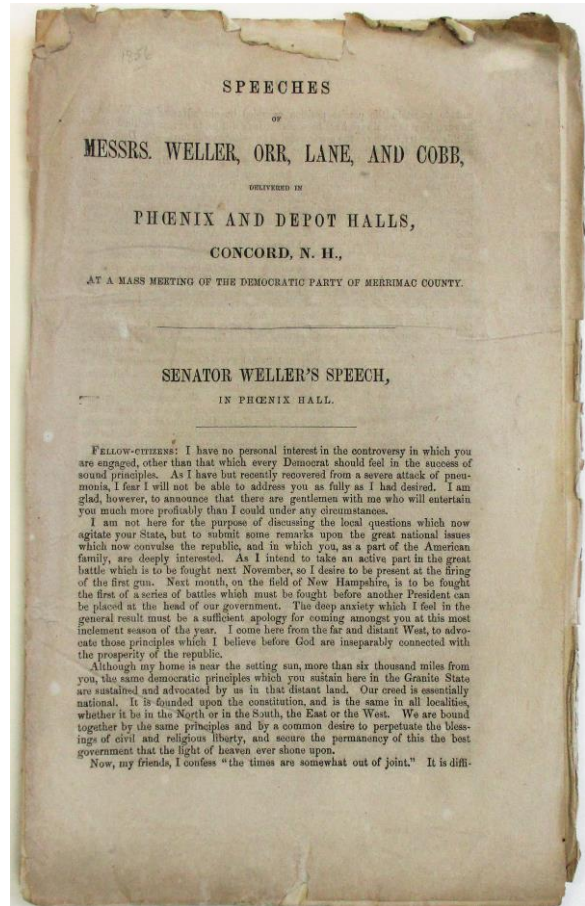 1956
SPEECHES
OF
MESSRS. WELLER, ORR, LANE, AND COBB,
DELIVERED IN
PHŒNIX AND DEPOT HALLS,
CONCORD, N. H.,
AT A MASS MEETING OF THE DEMOCRATIC PARTY OF MERRIMAC COUNTY.
SENATOR WELLER'S SPEECH,
IN PHŒNIX HALL.
FELLOW-CITIZENS: I have no personal interest in the controversy in which you
are engaged, other than that which every Democrat should feel in the success of
sound principles. As I have but recently recovered from a severe attack of pneu-
monia, I fear I will not be able to address you as fully as I had desired. I am
glad, however, to announce that there are gentlemen with me who will entertain
you much more profitably than I could under any circumstances.
I am not here for the purpose of discussing the local questions which now
agitate your State, but to submit some remarks upon the great national issues
which now convulse the republic, and in which you, as a part of the American
family, are deeply interested. As I intend to take an active part in the great
battle which is to be fought next November, so I desire to be present at the firing
of the first gun. Next month, on the field of New Hampshire, is to be fought
the first of a series of battles which must be fought before another President can
be placed at the head of our government. The deep anxiety which I feel in the
general result must be a sufficient apology for coming amongst you at this most
inclement season of the year. I come here from the far and distant West, to advo-
cate those principles which I believe before God are inseparably connected with
the prosperity of the republic.
Although my home is near the setting sun, more than six thousand miles from
you, the same democratic principles which you sustain here in the Granite State
are sustained and advocated by us in that distant land. Our creed is essentially
national. It is founded upon the constitution, and is the same in all localities,
whether it be in the North or in the South, the East or the West. We are bound
together by the same principles and by a common desire to perpetuate the bless-
ings of civil and religious liberty, and secure the permanency of this the best
government that the light of heaven ever shone upon.
Now, my friends, I confess "the times are somewhat out of joint." It is diffi-